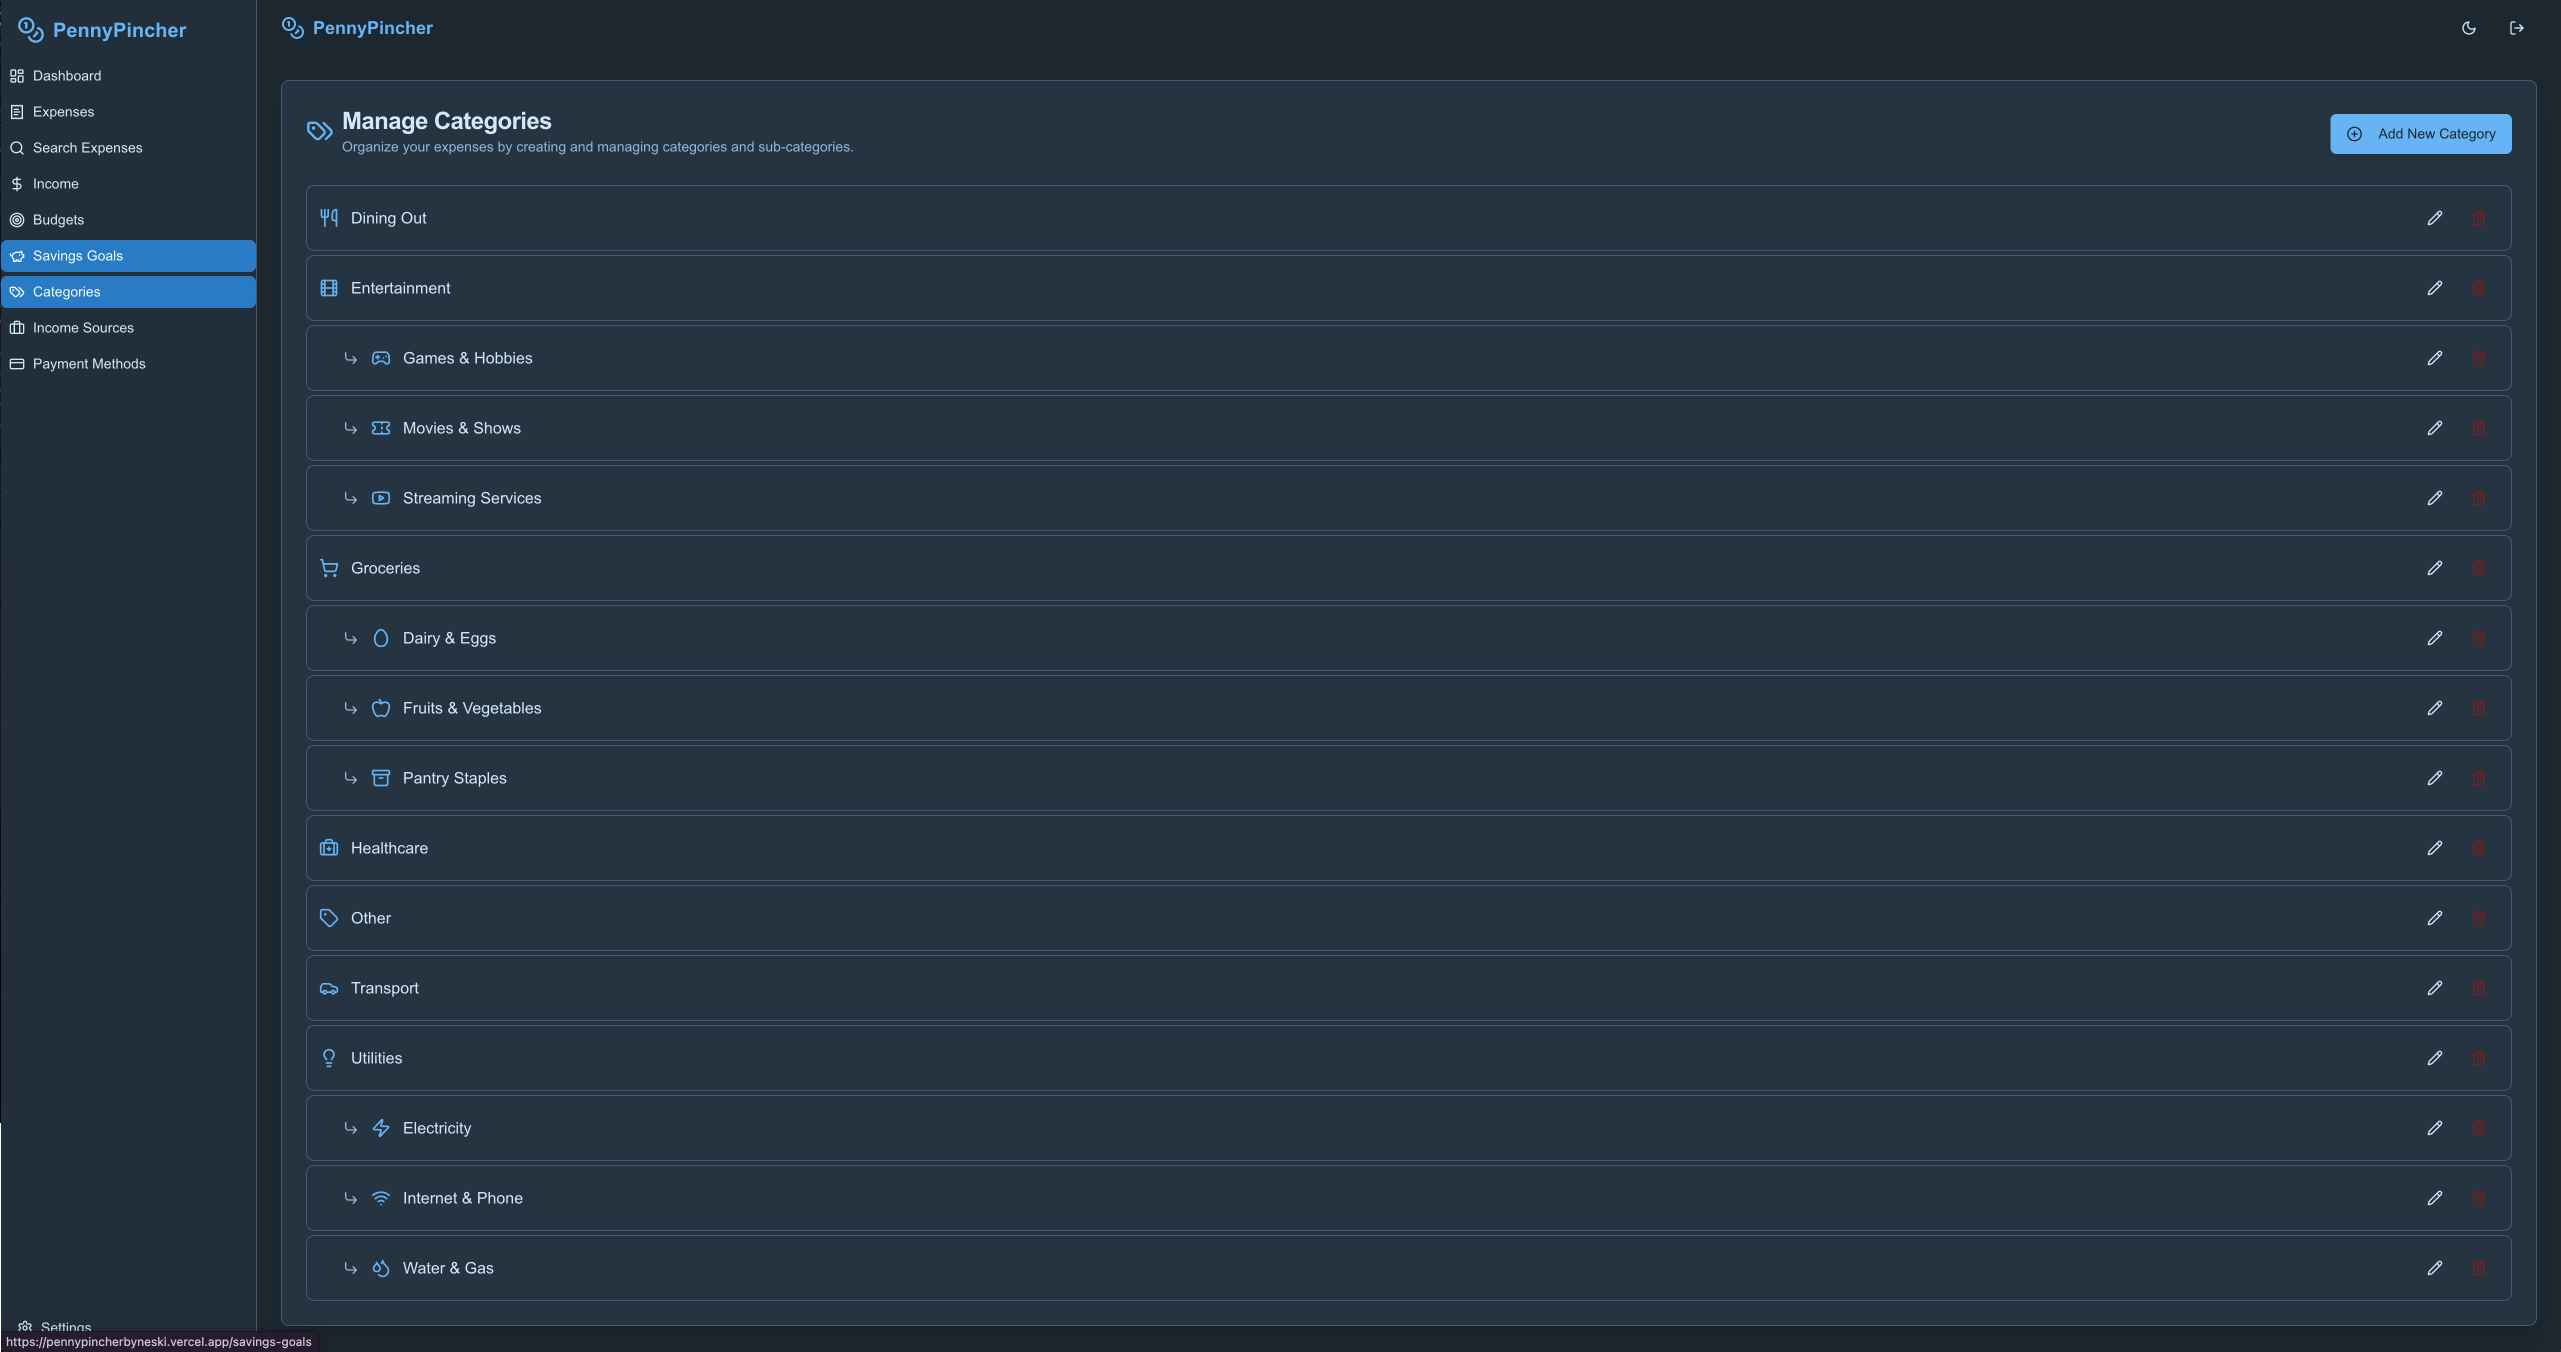 PennyPincher
Dashboard
Expenses
Search Expenses
Income
Budgets
Savings Goals
Categories
Income Sources
Payment Methods
Settings
https://pennypincherbyneski.vercel.app/savings-goals
PennyPincher
Manage Categories
Organize your expenses by creating and managing categories and sub-categories.
Add New Category
Dining Out
Entertainment
Games & Hobbies
Movies & Shows
Streaming Services
Groceries
Dairy & Eggs
Fruits & Vegetables
Pantry Staples
Healthcare
Other
Transport
Utilities
Electricity
Internet & Phone
Water & Gas